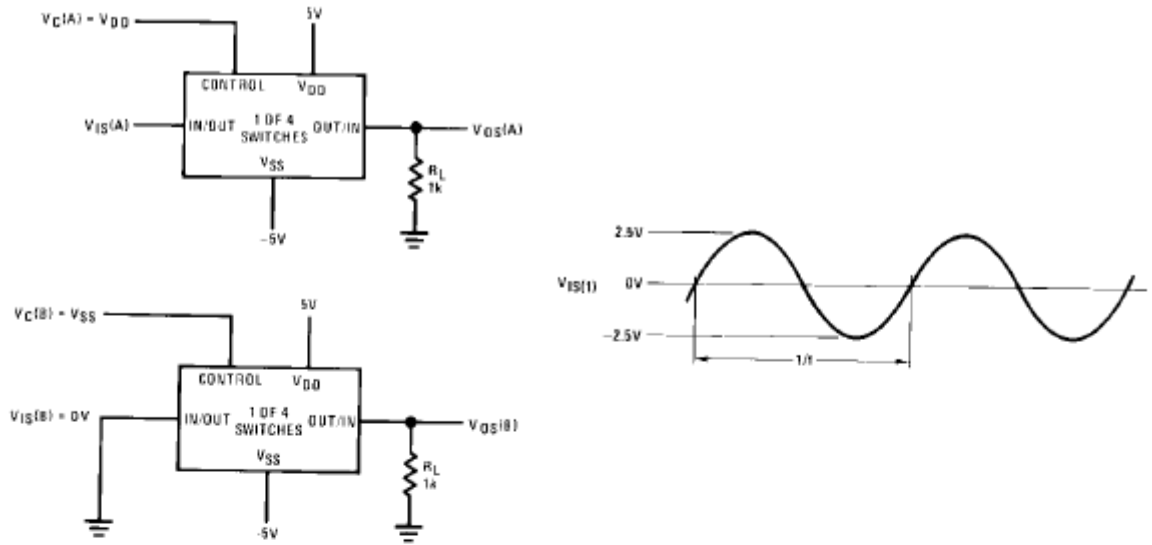 VC(A) = VDD
5V
CONTROL VDD
VIS(A)
IN/OUT 1 OF 4 SWITCHES OUT/IN
VOS(A)
VSS
RL
1k
-5V
VC(B) = VSS
5V
CONTROL VDD
VIS(B) = 0V
IN/OUT 1 OF 4 SWITCHES OUT/IN
VOS(B)
VSS
RL
1k
-5V
2.5V
VIS(1) 0V
-2.5V
1/f